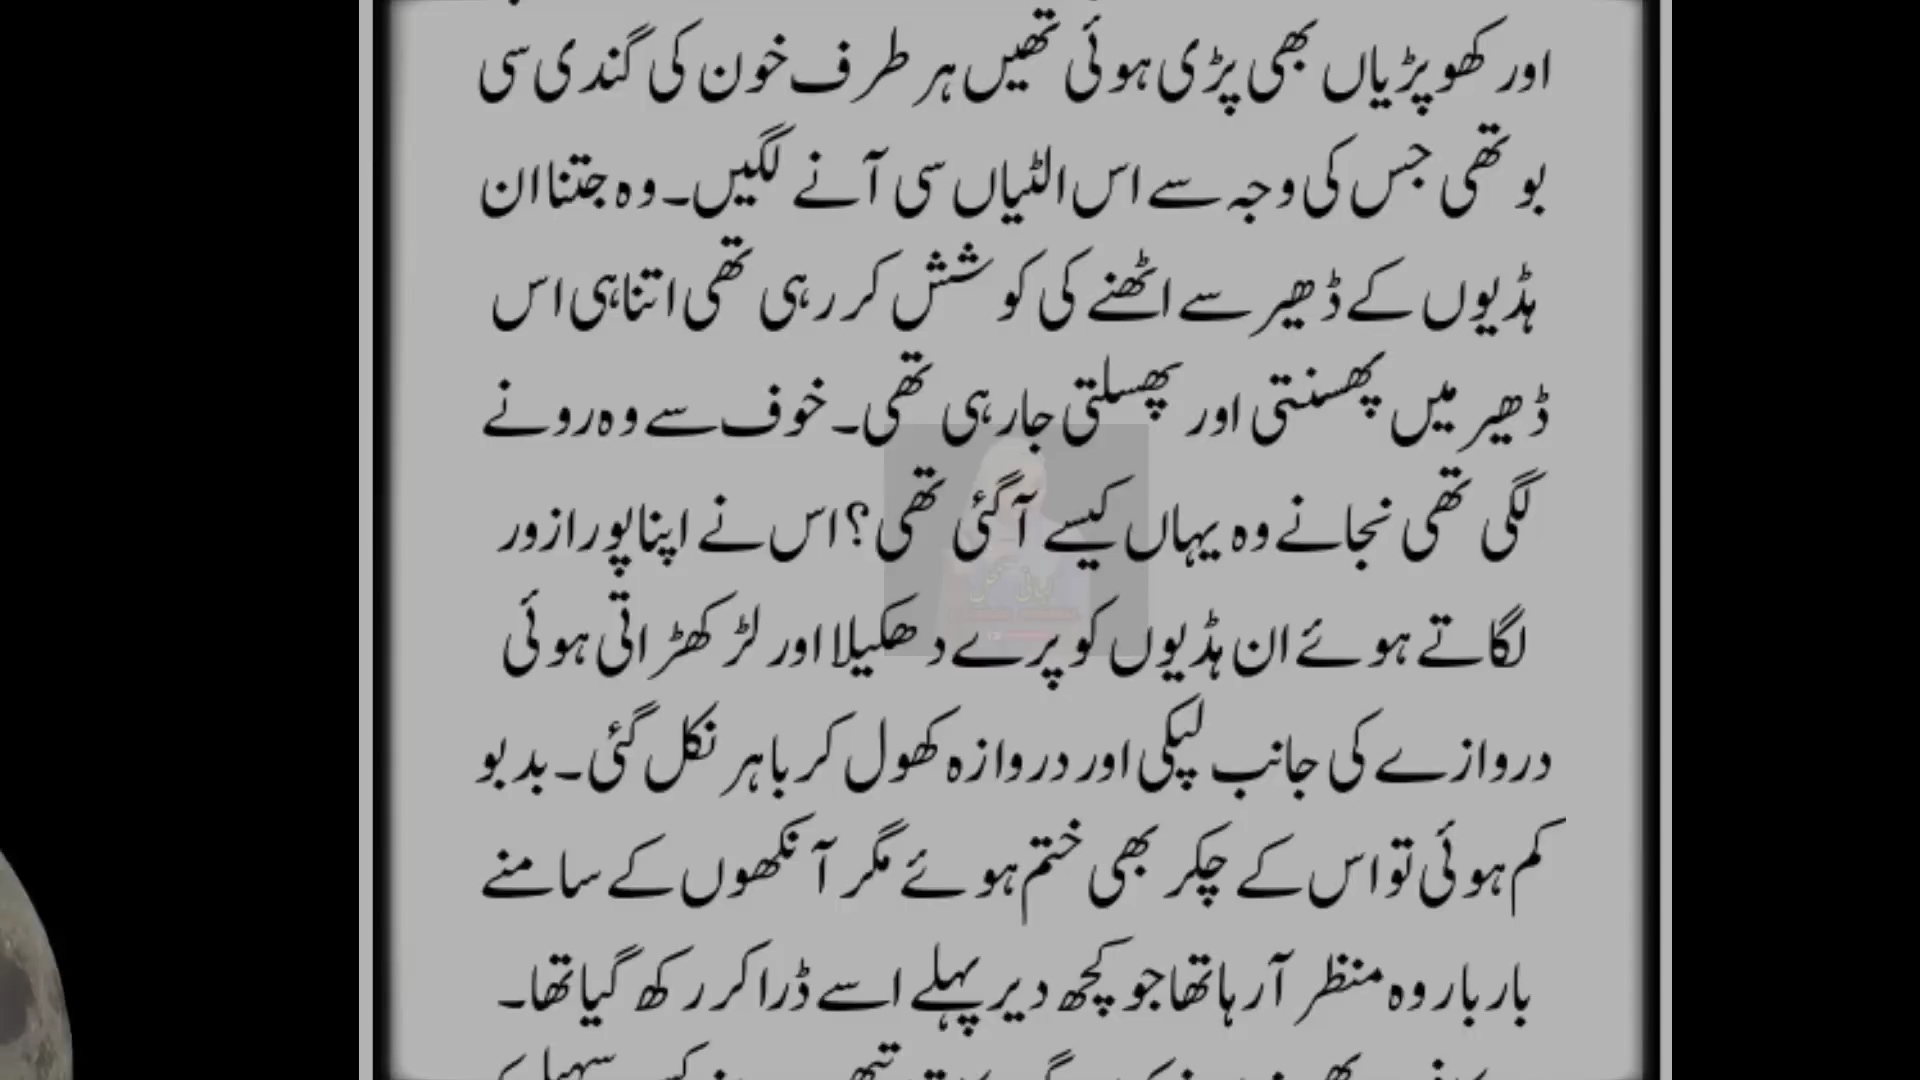 اور کھوپڑیاں بھی پڑی ہوئی تھیں ہر طرف خون کی گندی سی
بو تھی جس کی وجہ سے اس الٹیاں سی آنے لگیں۔ وہ جتنا ان
ہڈیوں کے ڈھیر سے اٹھنے کی کوشش کر رہی تھی اتنا ہی اس
ڈھیر میں پھسنتی اور پھسلتی جارہی تھی۔ خوف سے وہ رونے
لگی تھی نجانے وہ یہاں کیسے آگئی تھی؟ اس نے اپنا پورا زور
لگاتے ہوئے ان ہڈیوں کو پرے دھکیلا اور لڑکھڑاتی ہوئی
دروازے کی جانب لپکی اور دروازہ کھول کر باہر نکل گئی۔ بدبو
کم ہوئی تو اس کے چکر بھی ختم ہوئے مگر آنکھوں کے سامنے
بار بار وہ منظر آرہا تھا جو کچھ دیر پہلے اسے ڈرا کر رکھ گیا تھا۔